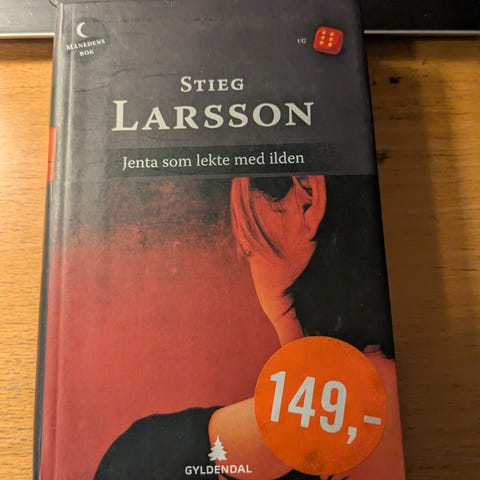 MÅNEDENS
BOK
VG
STIEG
LARSSON
Jenta som lekte med ilden
149,-
GYLDENDAL